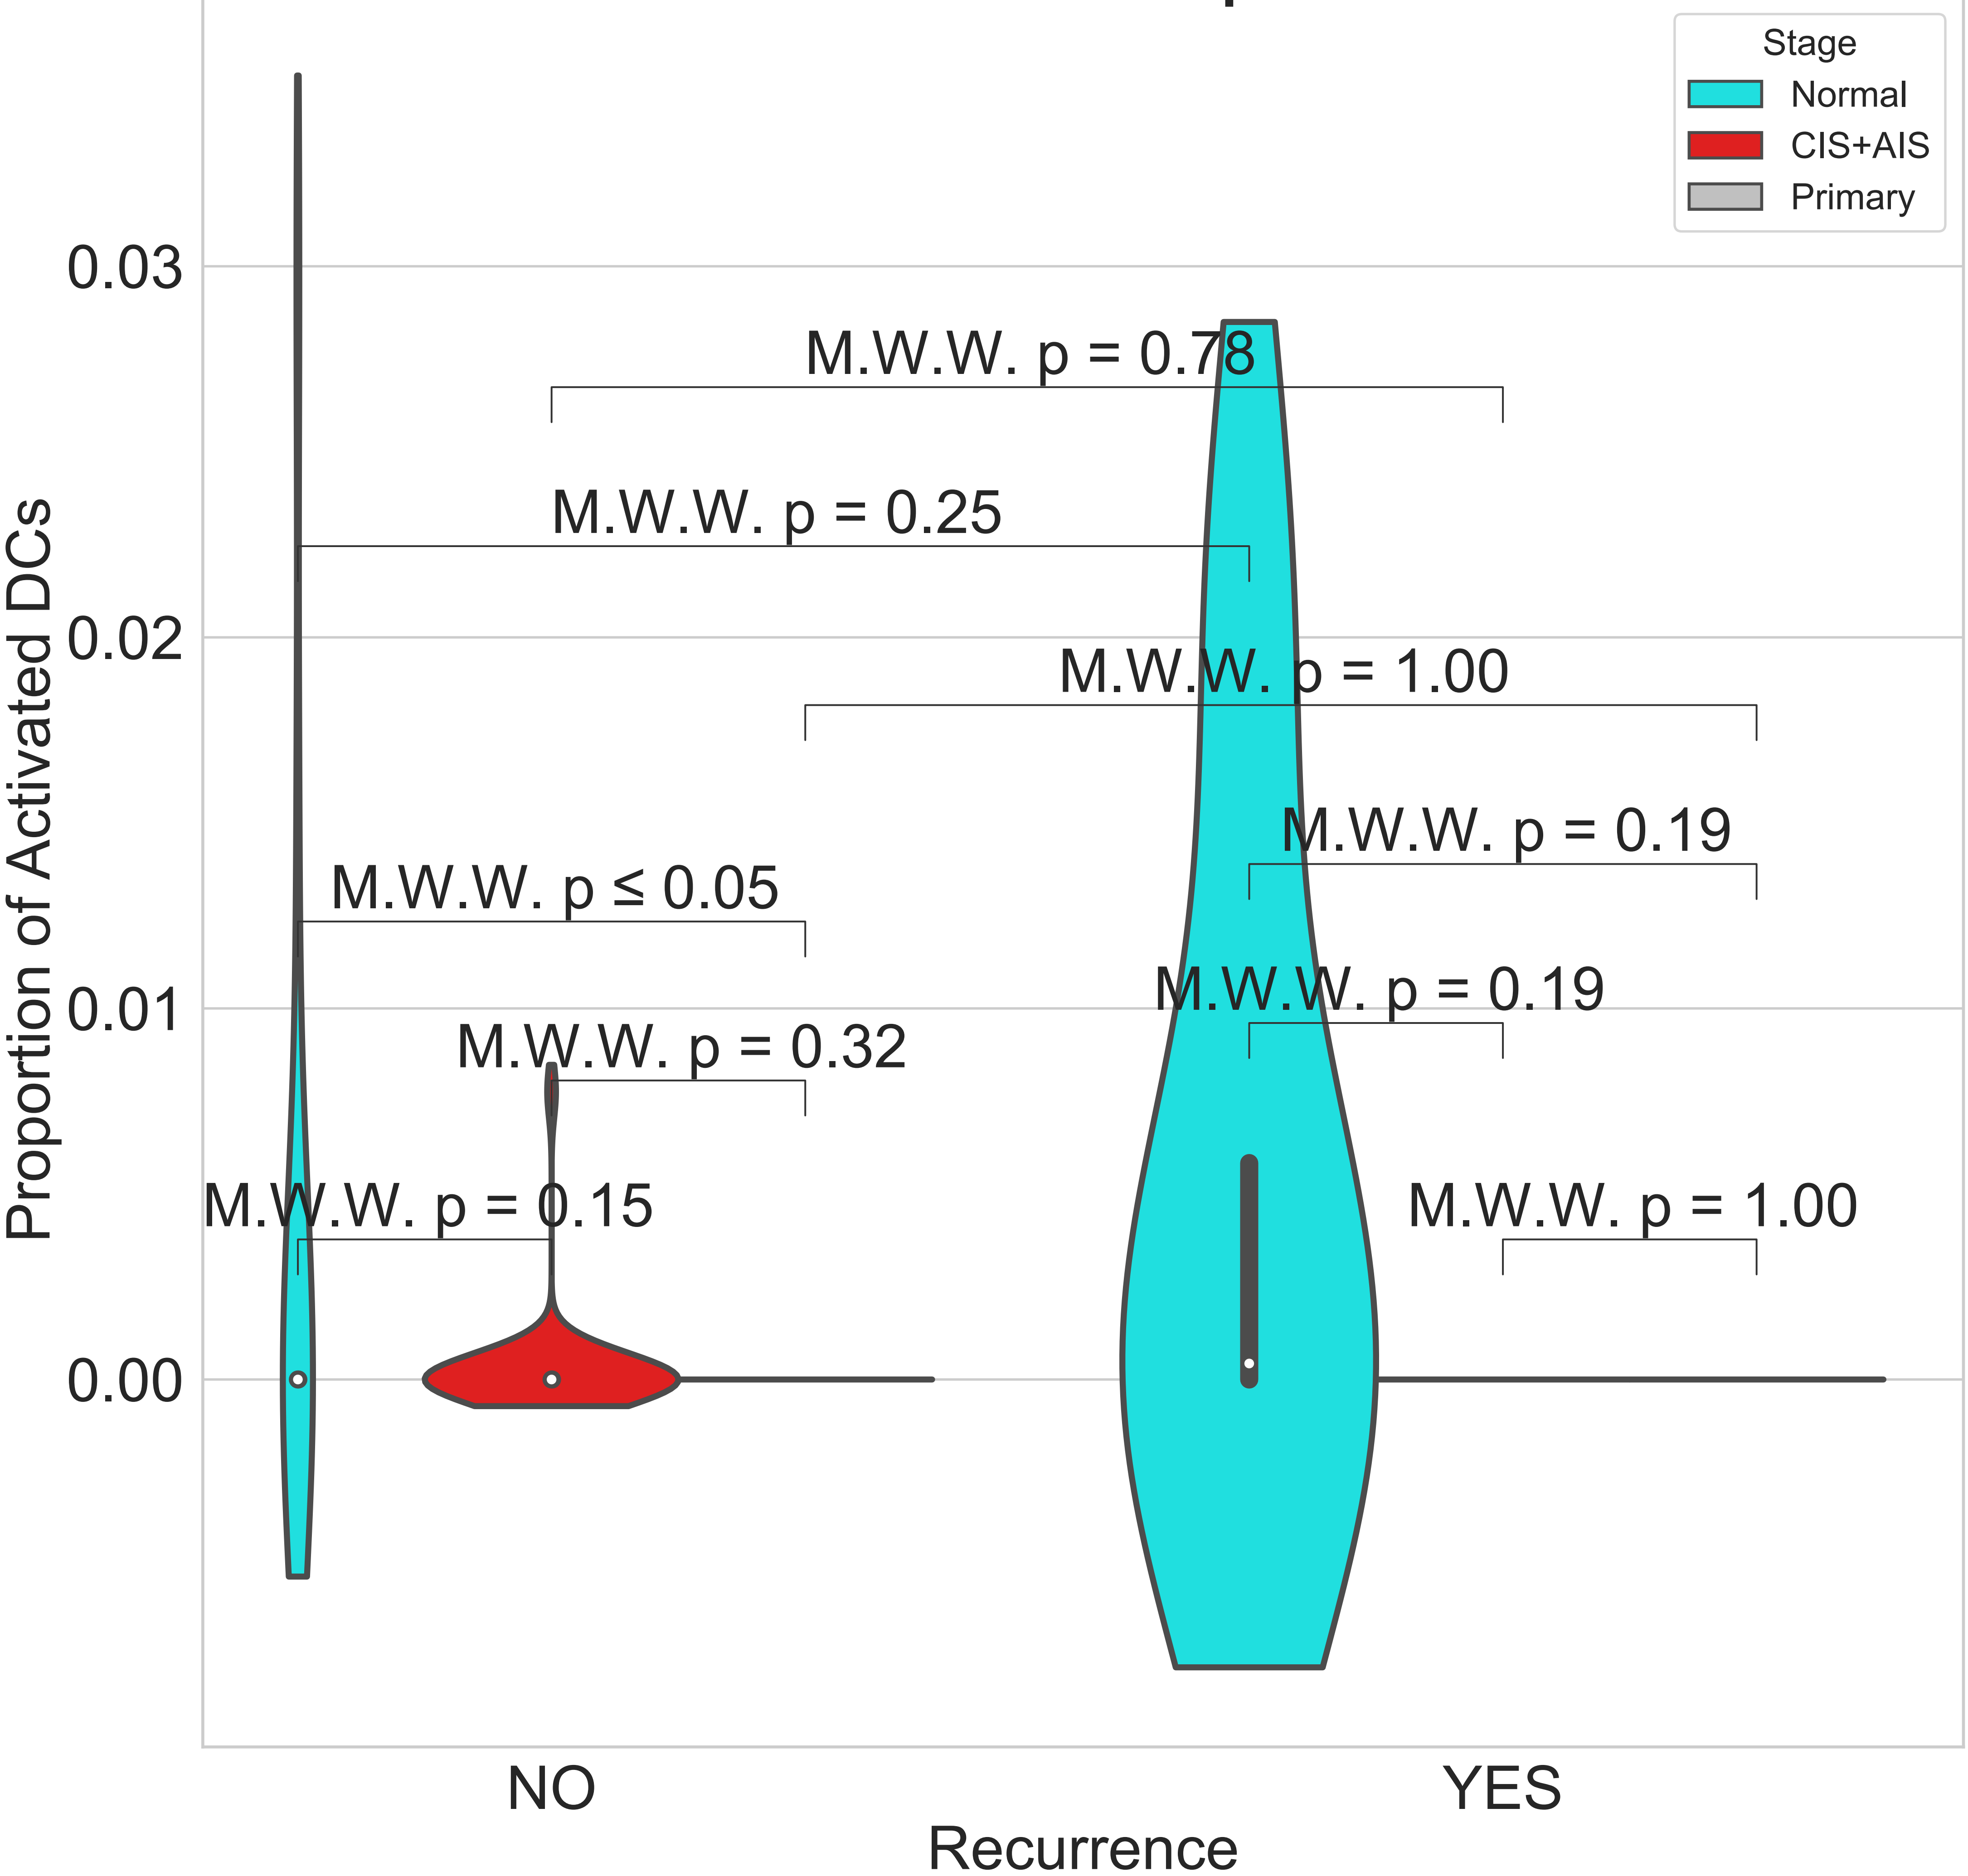 Stage
Normal
CIS+AIS
Primary
0.03
M.W.W. p = 0.78
M.W.W. p = 0.25
0.02
M.W.W. p = 1.00
M.W.W. p = 0.19
M.W.W. p ≤ 0.05
M.W.W. p = 0.19
0.01
M.W.W. p = 0.32
M.W.W. p = 0.15
M.W.W. p = 1.00
0.00
Proportion of Activated DCs
NO
YES
Recurrence